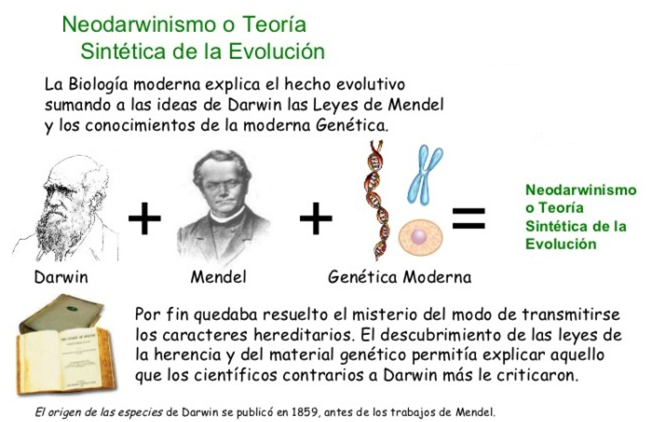 Neodarwinismo o Teoría
Sintética de la Evolución
La Biología moderna explica el hecho evolutivo
sumando a las ideas de Darwin las Leyes de Mendel
y los conocimientos de la moderna Genética.
+ + =
Neodarwinismo
o Teoría
Sintética de la
Evolución
Darwin Mendel Genética Moderna
Por fin quedaba resuelto el misterio del modo de transmitirse
los caracteres hereditarios. El descubrimiento de las leyes de
la herencia y del material genético permitía explicar aquello
que los científicos contrarios a Darwin más le criticaron.
El origen de las especies de Darwin se publicó en 1859, antes de los trabajos de Mendel.